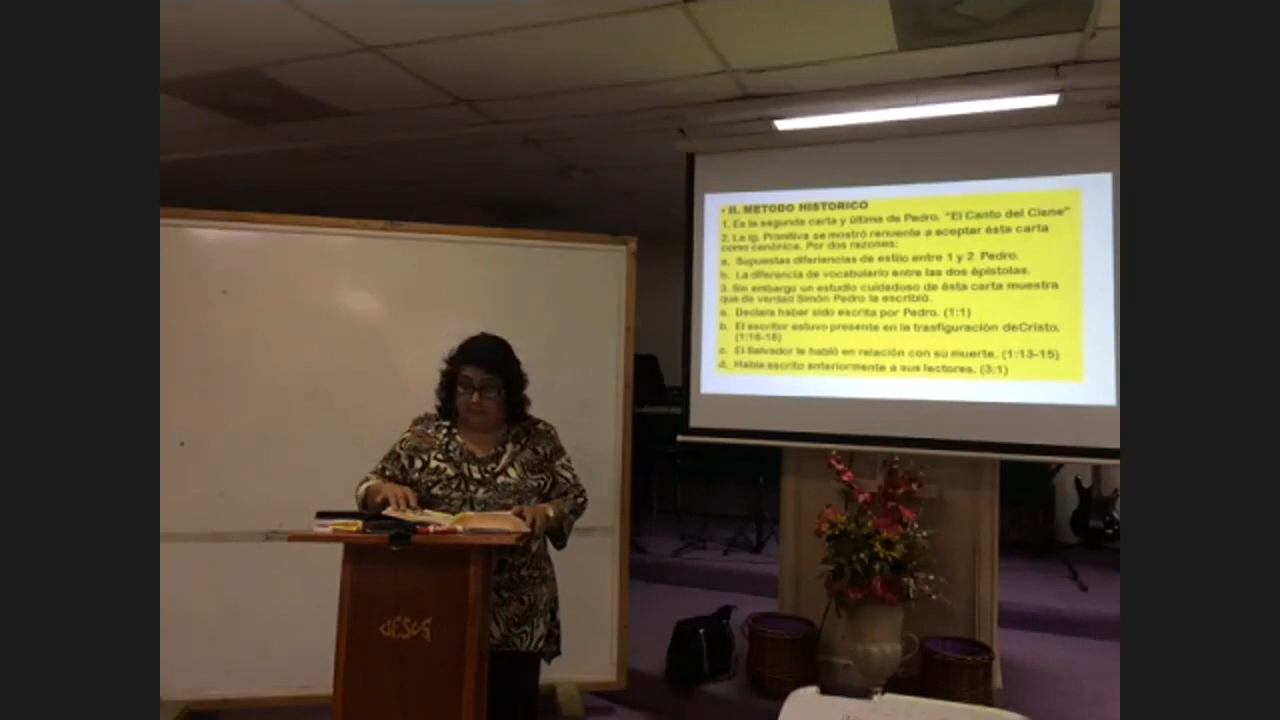 • II. METODO HISTORICO
1. Es la segunda carta y última de Pedro. "El Canto del Cisne"
2. La Ig. Primitiva se mostró renuente a aceptar ésta carta
como canónica. Por dos razones:
a. Supuestas diferiencias de estilo entre 1 y 2 Pedro.
b. La diferencia de vocabulario entre las dos épistolas.
3. Sin embargo un estudio cuidadoso de ésta carta muestra
que de verdad Simón Pedro la escribió.
a. Declara haber sido escrita por Pedro. (1:1)
b. El escritor estuvo presente en la trasfiguración deCristo.
(1:16-18)
c. El Salvador le habló en relación con su muerte. (1:13-15)
d. Había escrito anteriormente a sus lectores. (3:1)
JESUS